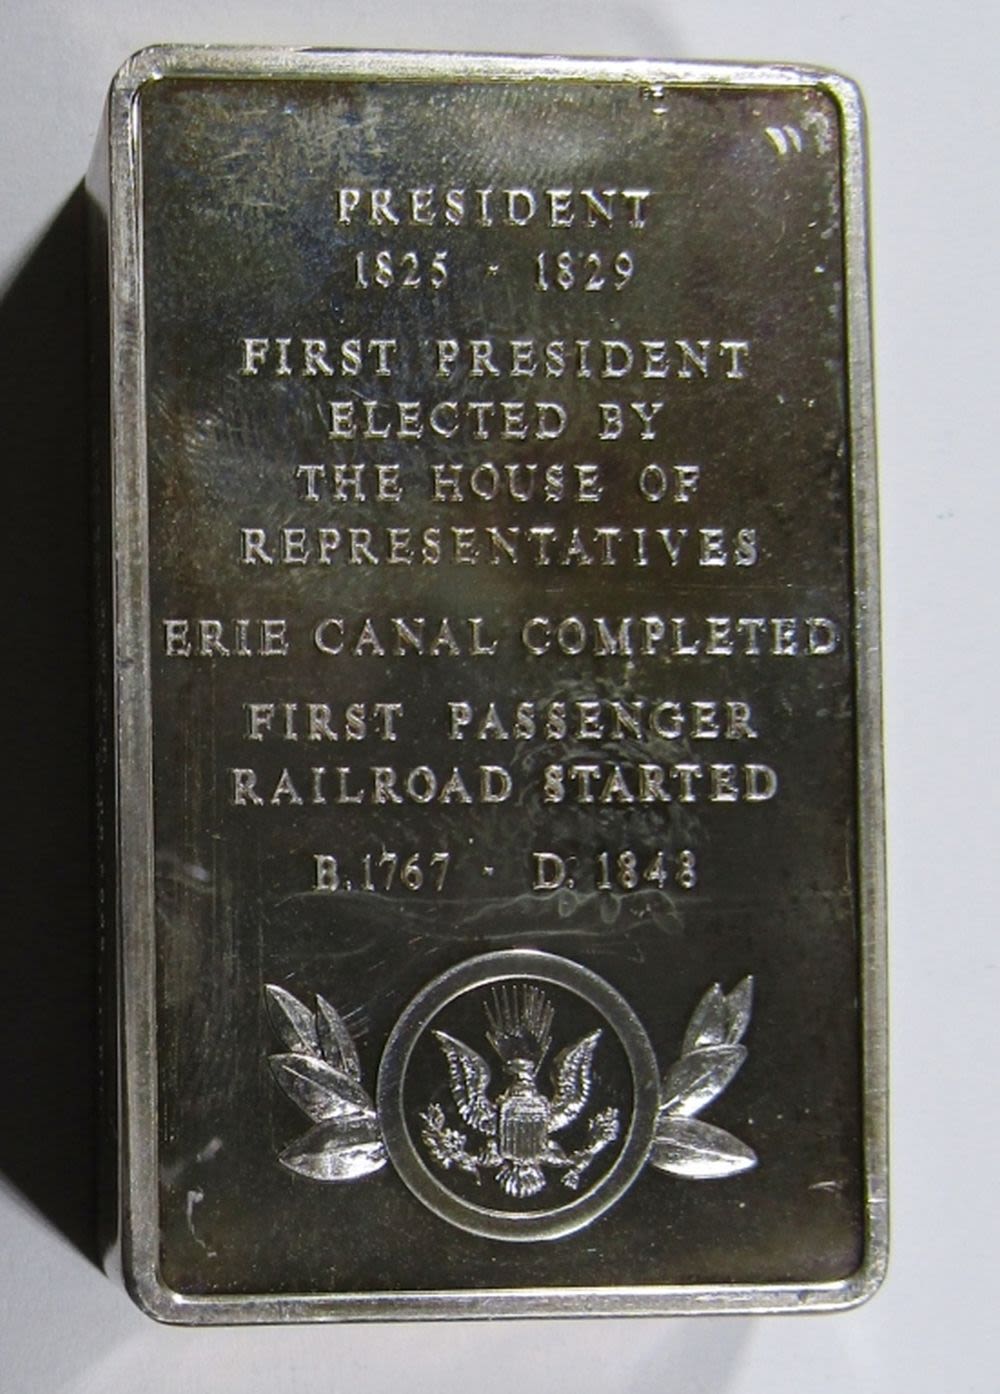 PRESIDENT
1825 - 1829
FIRST PRESIDENT
ELECTED BY
THE HOUSE OF
REPRESENTATIVES
ERIE CANAL COMPLETED
FIRST PASSENGER
RAILROAD STARTED
B.1767 - D. 1848